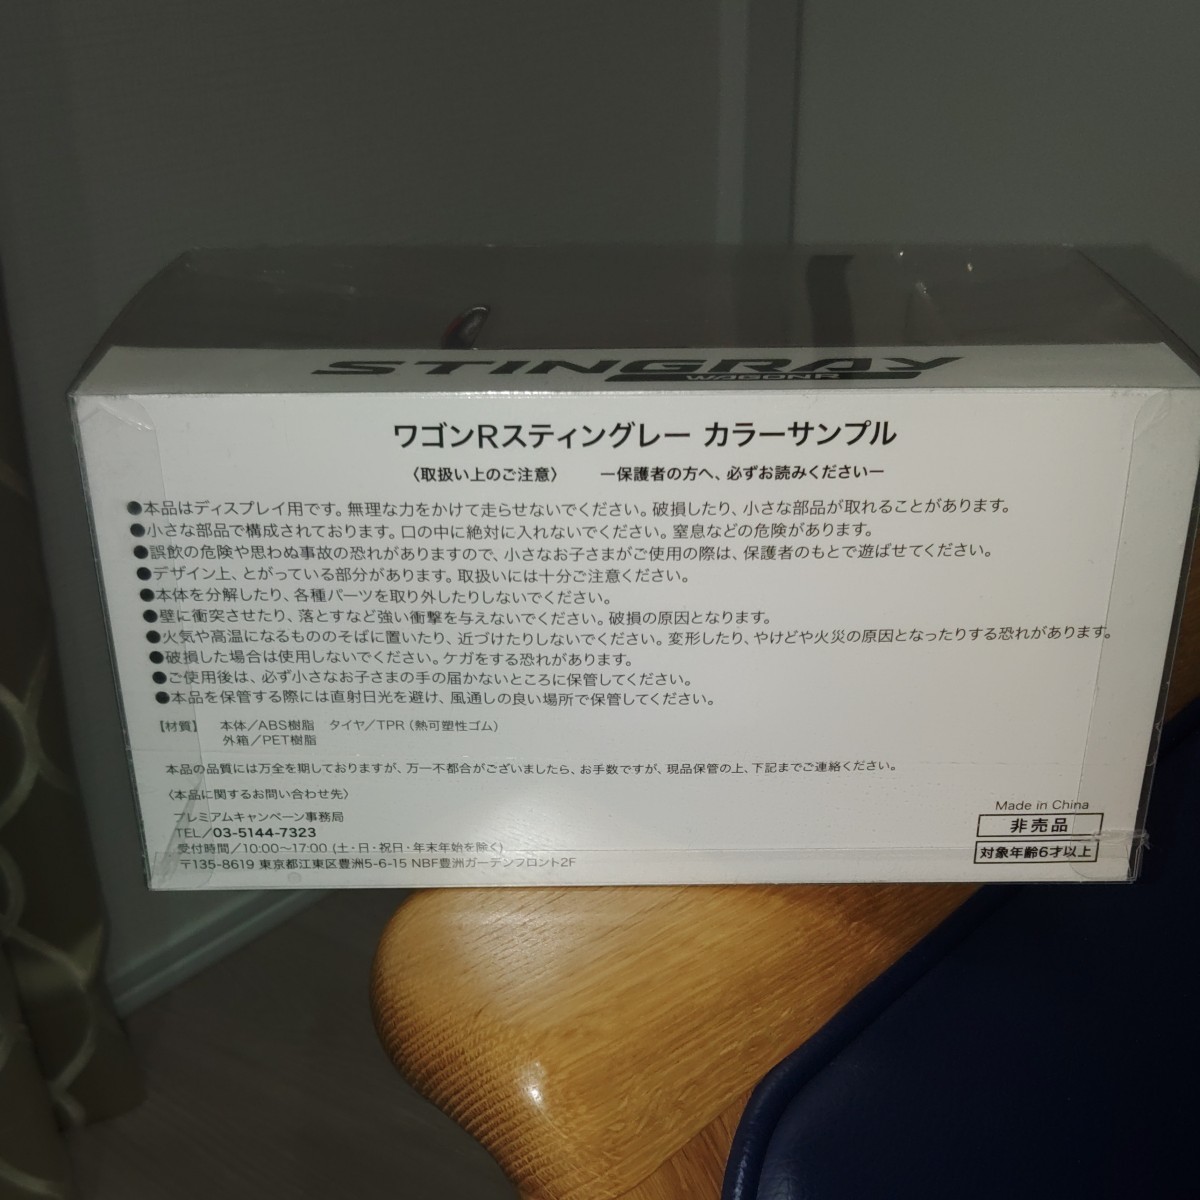 STINGRAY
WAGON R
ワゴンRスティングレー カラーサンプル
〈取扱い上のご注意〉 ー保護者の方へ、必ずお読みくださいー
●本品はディスプレイ用です。無理な力をかけて走らせないでください。破損したり、小さな部品が取れることがあります。
●小さな部品で構成されております。口の中に絶対に入れないでください。窒息などの危険があります。
●誤飲の危険や思わぬ事故の恐れがありますので、小さなお子さまがご使用の際は、保護者のもとで遊ばせてください。
●デザイン上、とがっている部分があります。取扱いには十分ご注意ください。
●本体を分解したり、各種パーツを取り外したりしないでください。
●壁に衝突させたり、落とすなど強い衝撃を与えないでください。破損の原因となります。
●火気や高温になるもののそばに置いたり、近づけたりしないでください。変形したり、やけどや火災の原因となったりする恐れがあります。
●破損した場合は使用しないでください。ケガをする恐れがあります。
●ご使用後は、必ず小さなお子さまの手の届かないところに保管してください。
●本品を保管する際には直射日光を避け、風通しの良い場所で保管してください。
【材質】 本体／ABS樹脂 タイヤ／TPR（熱可塑性ゴム）
外箱／PET樹脂
本品の品質には万全を期しておりますが、万一不都合がございましたら、お手数ですが、現品保管の上、下記までご連絡ください。
〈本品に関するお問い合わせ先〉
プレミアムキャンペーン事務局
TEL／03-5144-7323
受付時間／10:00〜17:00（土・日・祝日・年末年始を除く）
〒135-8619 東京都江東区豊洲5-6-15 NBF豊洲ガーデンフロント2F
Made in China
非売品
対象年齢6才以上